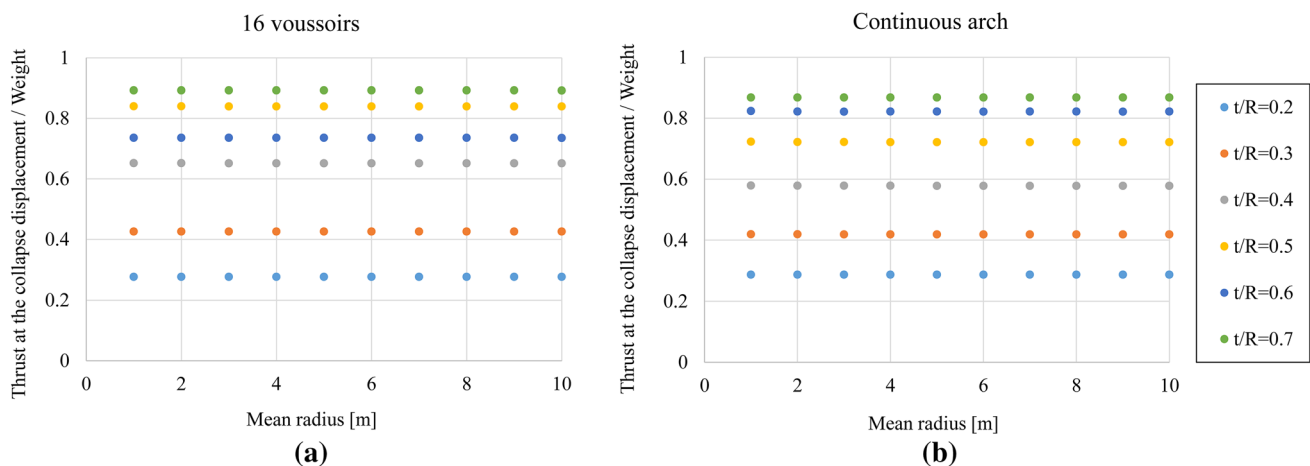 16 voussoirs
Thrust at the collapse displacement / Weight
1
0.8
0.6
0.4
0.2
0
0 2 4 6 8 10
Mean radius [m]
(a)
Continuous arch
Thrust at the collapse displacement / Weight
1
0.8
0.6
0.4
0.2
0
0 2 4 6 8 10
Mean radius [m]
(b)
t/R=0.2
t/R=0.3
t/R=0.4
t/R=0.5
t/R=0.6
t/R=0.7